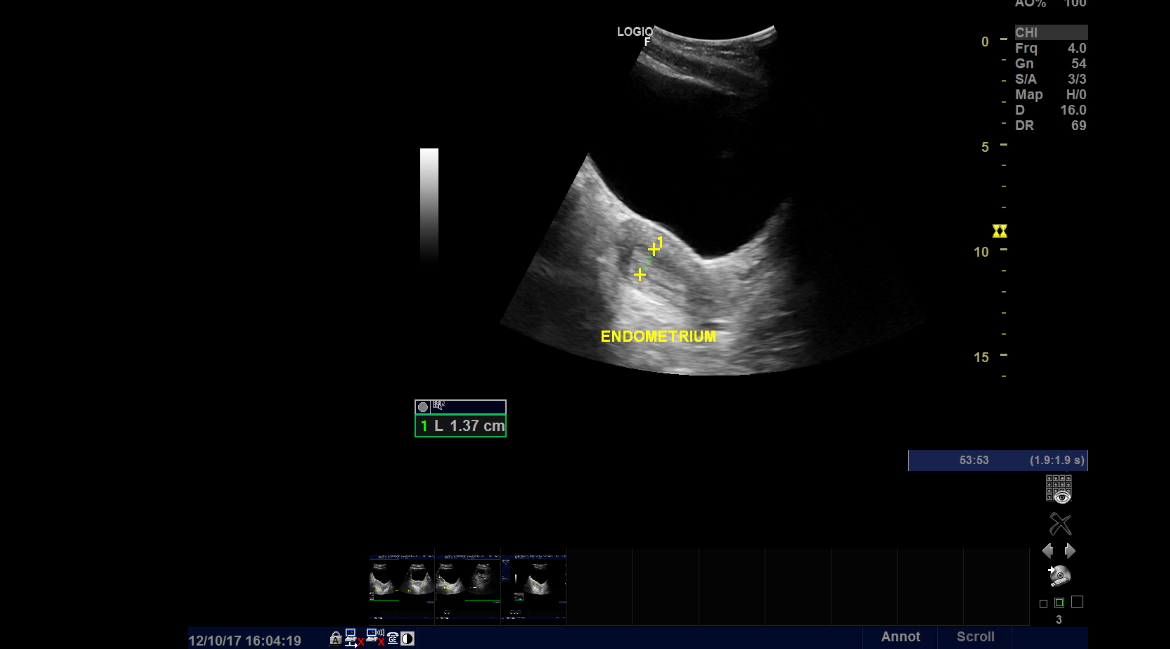 AO% 100
LOGIQ
F
CHI
Frq 4.0
Gn 54
S/A 3/3
Map H/0
D 16.0
DR 69
0
5
10
15
1
ENDOMETRIUM
1 L 1.37 cm
53:53 (1.9:1.9 s)
3
12/10/17 16:04:19
Annot
Scroll